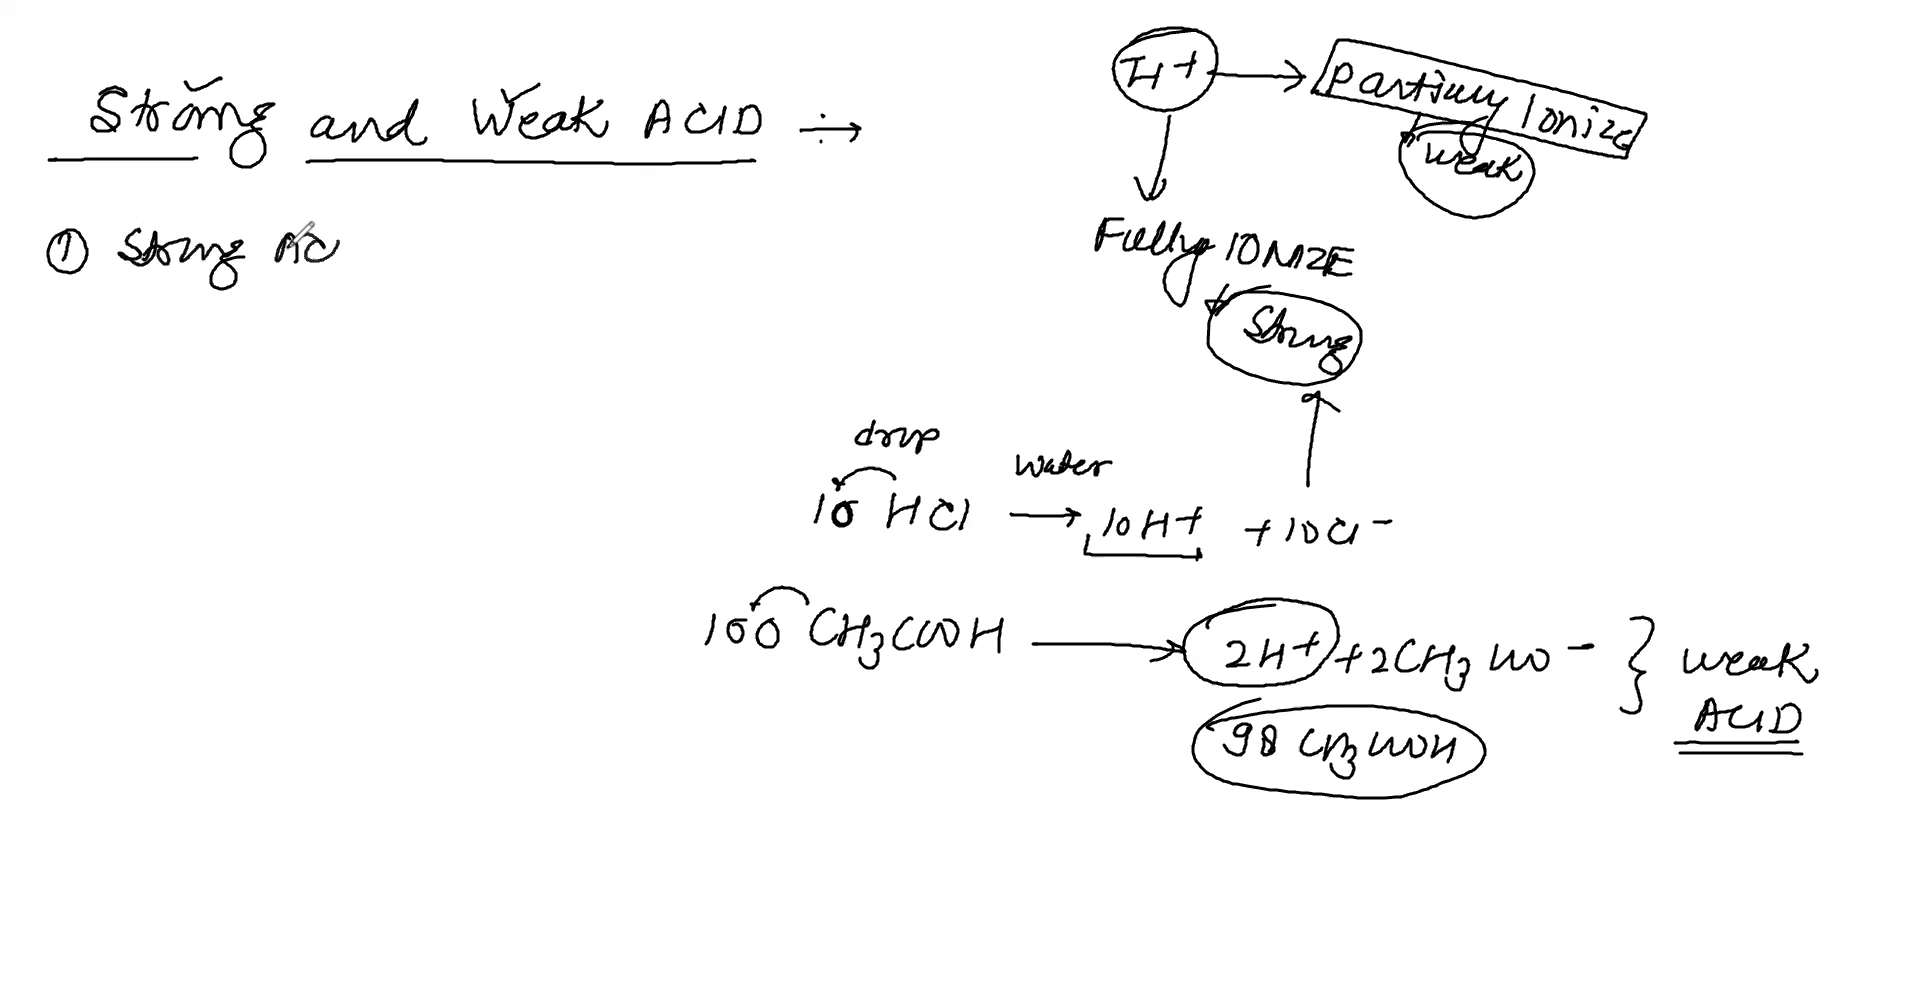 Strong and Weak ACID ÷→
① Strong AC
H+ → Partially Ionize
Weak
Fully IONIZE
Strong
drop
water
10 HCl → 10H+ + 10Cl-
100 CH3COOH → 2H+ + 2CH3COO-
98 CH3COOH
} Weak
ACID